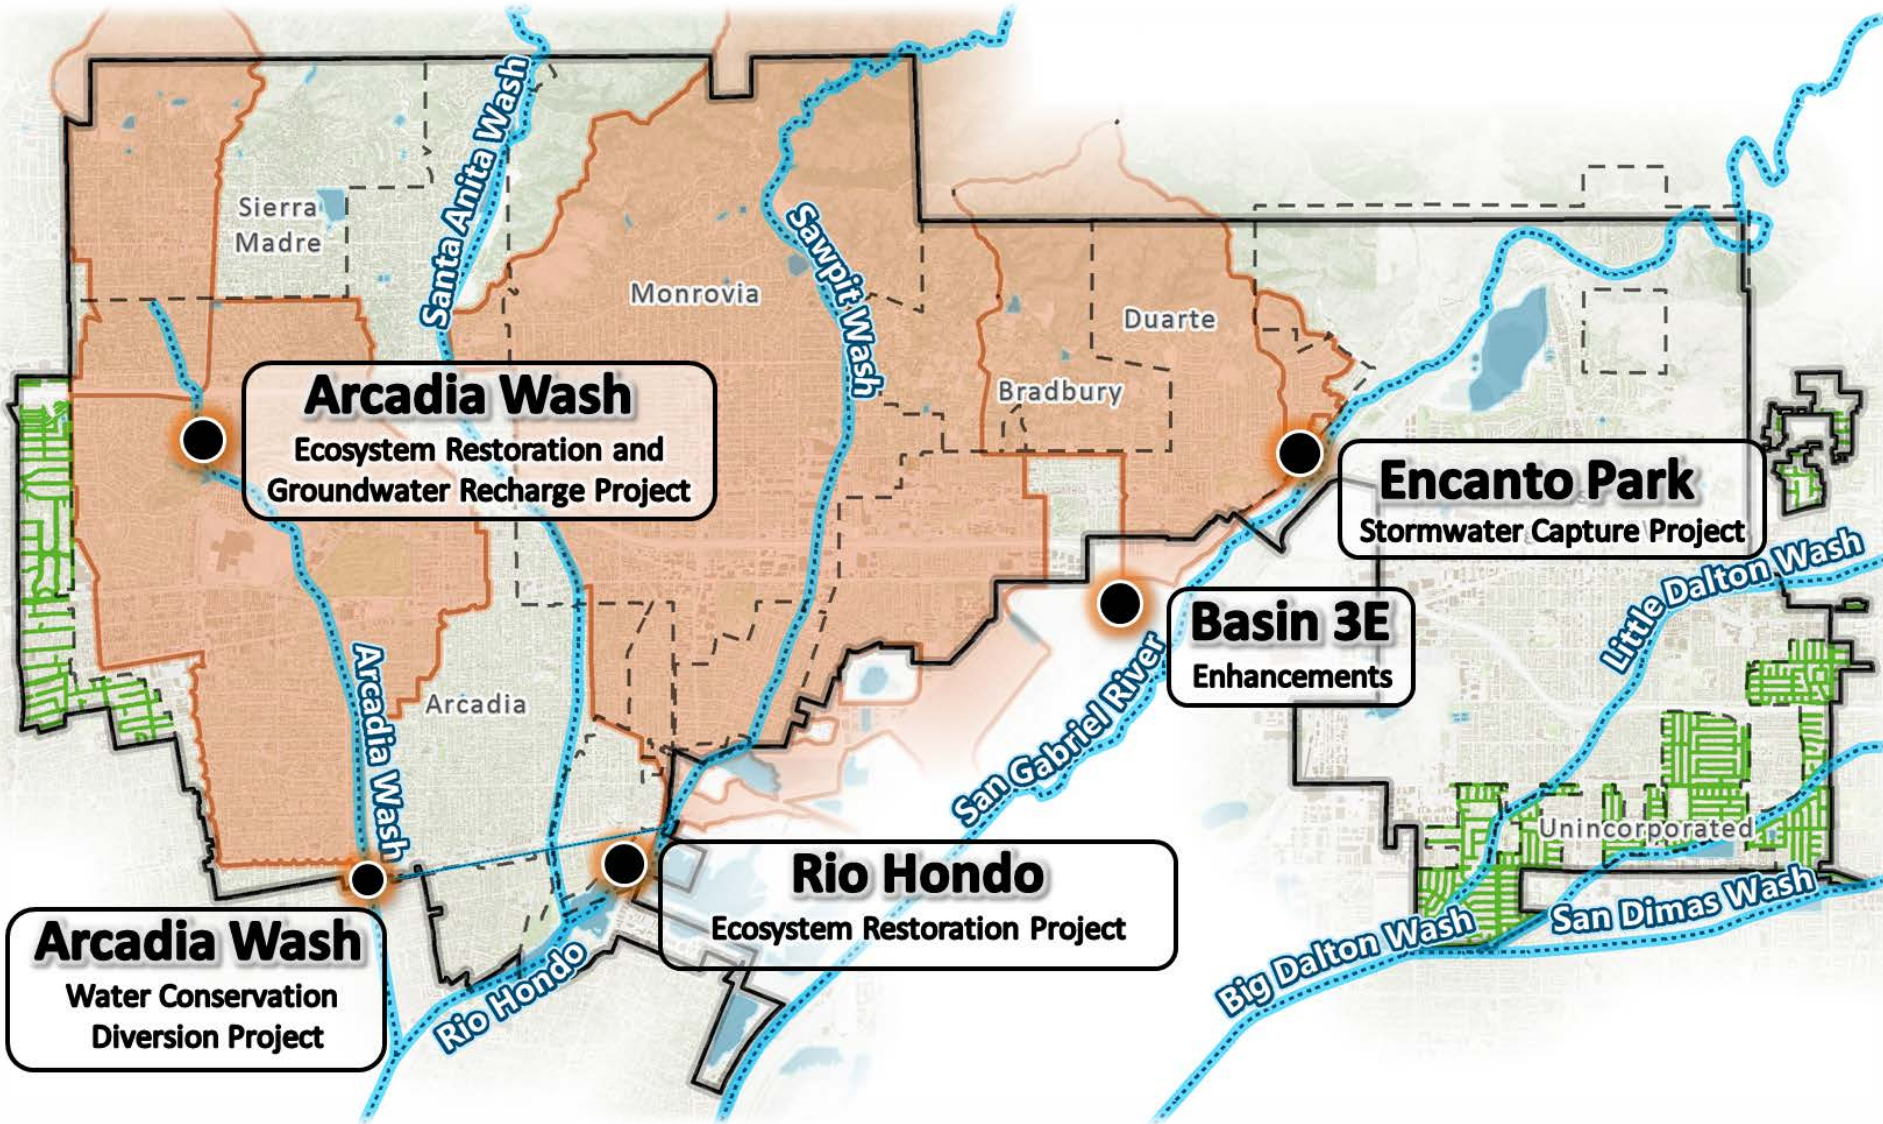 Santa Anita Wash
Sierra
Madre
Monrovia
Sawpit Wash
Duarte
Bradbury
Arcadia Wash
Ecosystem Restoration and
Groundwater Recharge Project
Encanto Park
Stormwater Capture Project
Little Dalton Wash
Basin 3E
Enhancements
Arcadia Wash
Arcadia
San Gabriel River
Unincorporated
Rio Hondo
Ecosystem Restoration Project
San Dimas Wash
Big Dalton Wash
Arcadia Wash
Water Conservation
Diversion Project
Rio Hondo